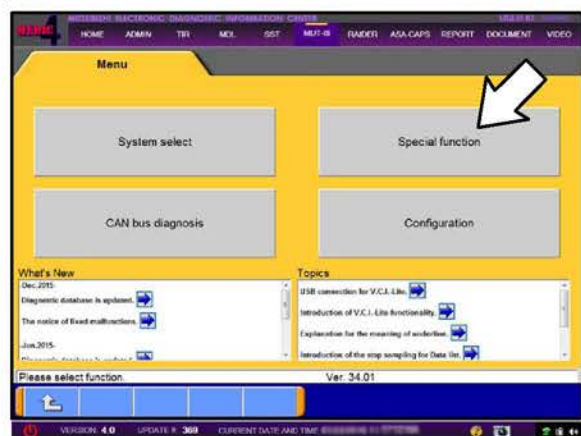 MITSUBISHI ELECTRONIC DIAGNOSTIC INFORMATION CENTER
HOME ADMIN TIR MDL SST MUT-III RAIDER ASA-CAPS REPORT DOCUMENT VIDEO
Menu
System select
Special function
CAN bus diagnosis
Configuration
What's New
Topics
-Dec.2015-
Diagnostic database is updated.
The notice of fixed malfunctions.
-Jun.2015-
Diagnostic database is updated.
USB connection for V.C.I.-Lite.
Introduction of V.C.I.-Lite functionality.
Explanation for the meaning of underline.
Introduction of the stop sampling for Data list.
Please select function.
Ver. 34.01
VERSION: 4.0 UPDATE #: 369 CURRENT DATE AND TIME